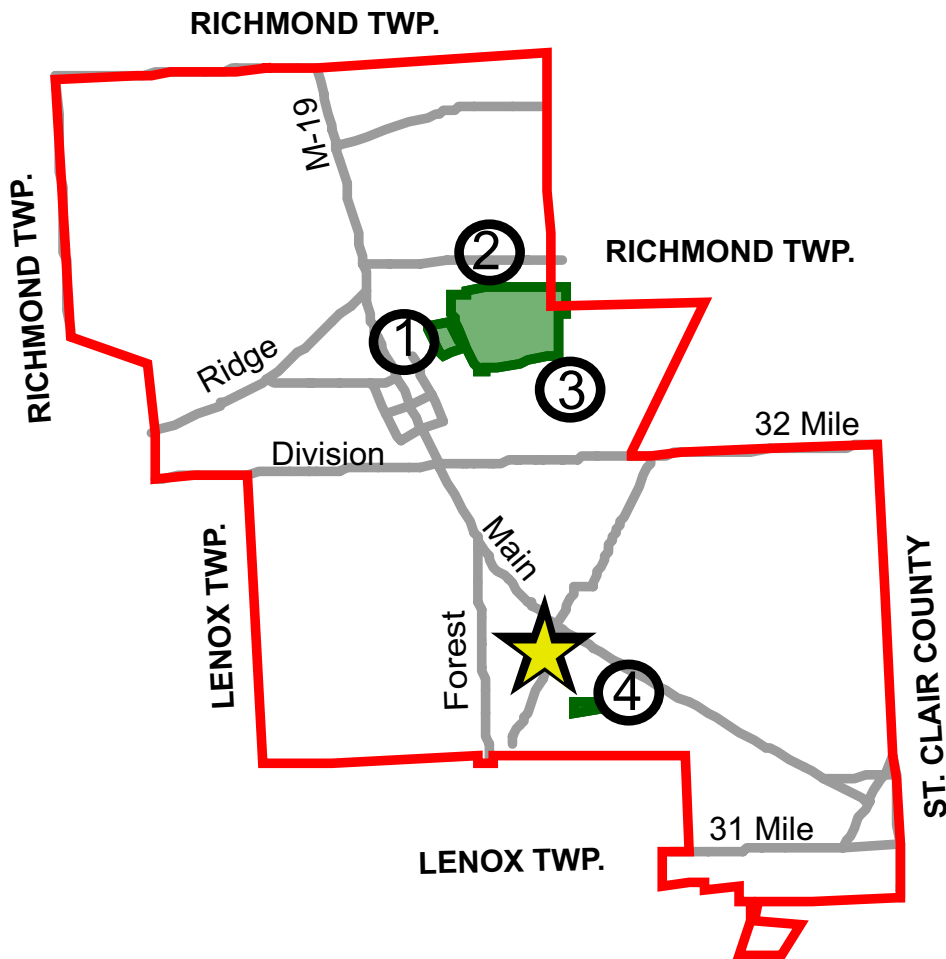 RICHMOND TWP.
M-19
RICHMOND TWP.
2
RICHMOND TWP.
1
Ridge
3
32 Mile
Division
Main
LENOX TWP.
Forest
ST. CLAIR COUNTY
4
31 Mile
LENOX TWP.